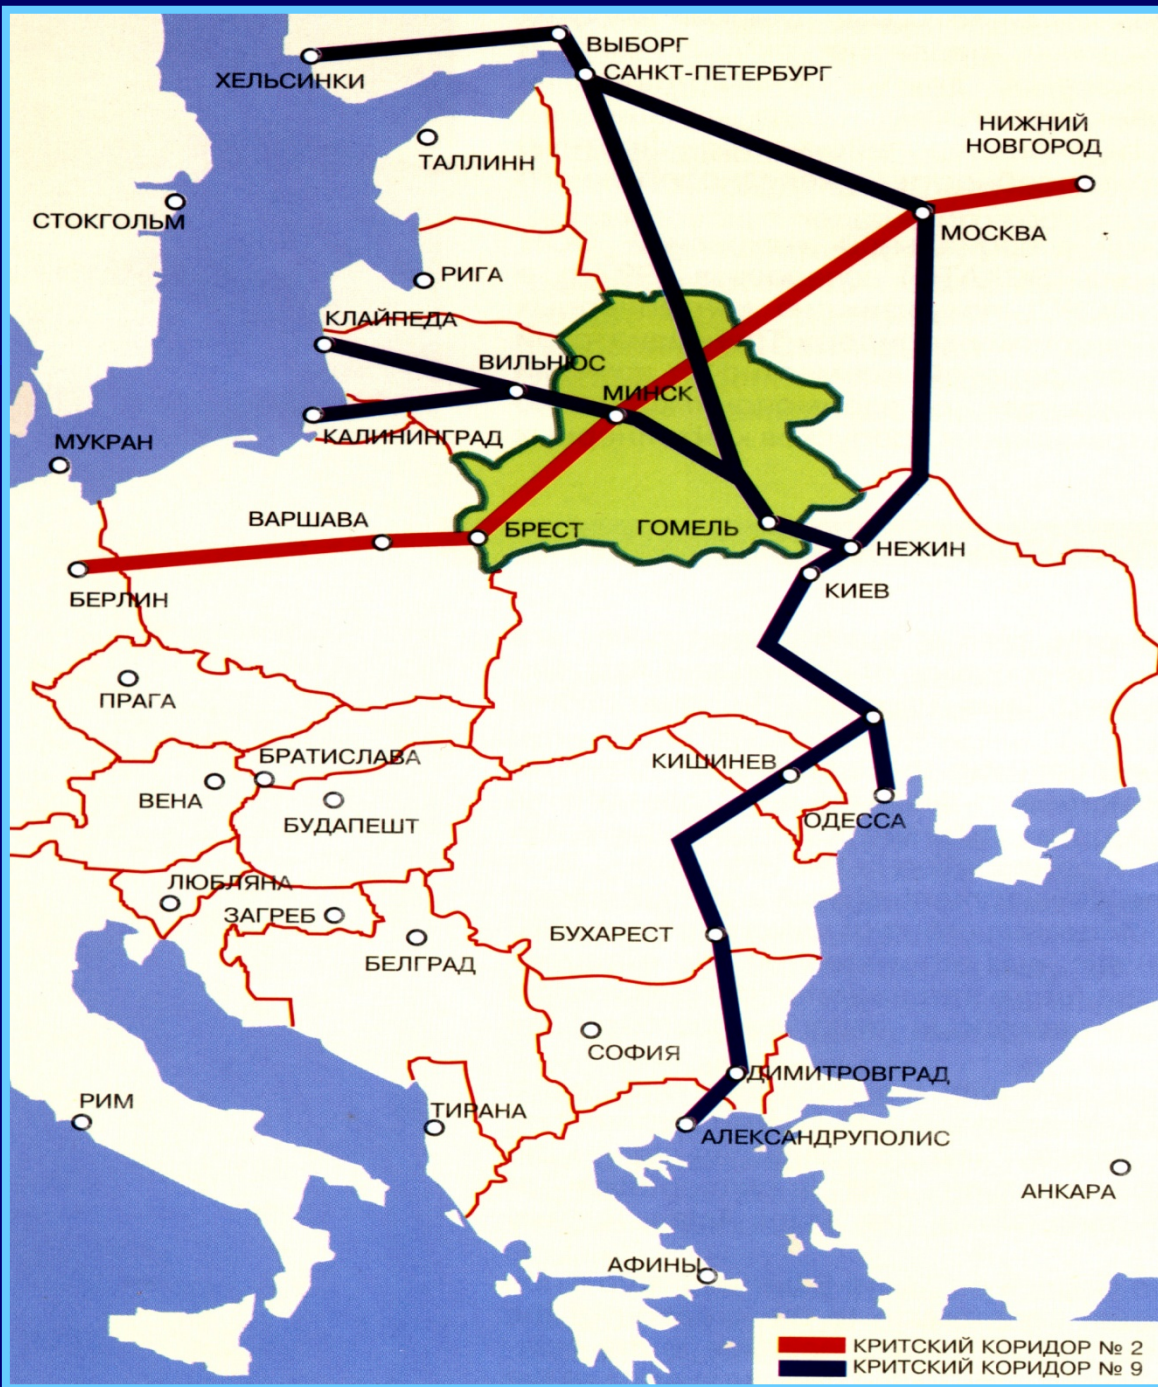 ВЫБОРГ
ХЕЛЬСИНКИ
САНКТ-ПЕТЕРБУРГ
НИЖНИЙ
НОВГОРОД
ТАЛЛИНН
СТОКГОЛЬМ
МОСКВА
РИГА
КЛАЙПЕДА
ВИЛЬНЮС
МИНСК
КАЛИНИНГРАД
МУКРАН
ВАРШАВА
БРЕСТ
ГОМЕЛЬ
НЕЖИН
БЕРЛИН
КИЕВ
ПРАГА
БРАТИСЛАВА
КИШИНЕВ
ВЕНА
БУДАПЕШТ
ОДЕССА
ЛЮБЛЯНА
ЗАГРЕБ
БУХАРЕСТ
БЕЛГРАД
СОФИЯ
ДИМИТРОВГРАД
РИМ
ТИРАНА
АЛЕКСАНДРУПОЛИС
АНКАРА
АФИНЫ
КРИТСКИЙ КОРИДОР № 2
КРИТСКИЙ КОРИДОР № 9